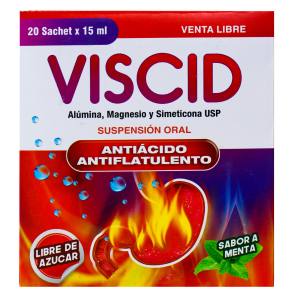 20 Sachet x 15 ml
VENTA LIBRE
VISCID
Alúmina, Magnesio y Simeticona USP
SUSPENSIÓN ORAL
ANTIÁCIDO
ANTIFLATULENTO
LIBRE DE
AZUCAR
SABOR A
MENTA